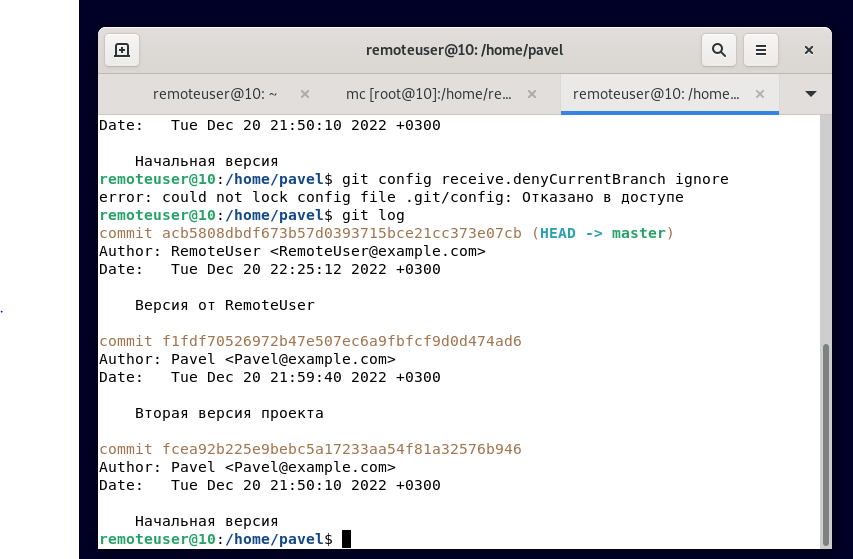 remoteuser@10: /home/pavel
remoteuser@10: ~
mc [root@10]:/home/re...
remoteuser@10: /home...
Date:   Tue Dec 20 21:50:10 2022 +0300
Начальная версия
remoteuser@10:/home/pavel$ git config receive.denyCurrentBranch ignore
error: could not lock config file .git/config: Отказано в доступе
remoteuser@10:/home/pavel$ git log
commit acb5808dbdf673b57d0393715bce21cc373e07cb (HEAD -> master)
Author: RemoteUser <RemoteUser@example.com>
Date:   Tue Dec 20 22:25:12 2022 +0300
Версия от RemoteUser
commit f1fdf70526972b47e507ec6a9fbfcf9d0d474ad6
Author: Pavel <Pavel@example.com>
Date:   Tue Dec 20 21:59:40 2022 +0300
Вторая версия проекта
commit fcea92b225e9bebc5a17233aa54f81a32576b946
Author: Pavel <Pavel@example.com>
Date:   Tue Dec 20 21:50:10 2022 +0300
Начальная версия
remoteuser@10:/home/pavel$